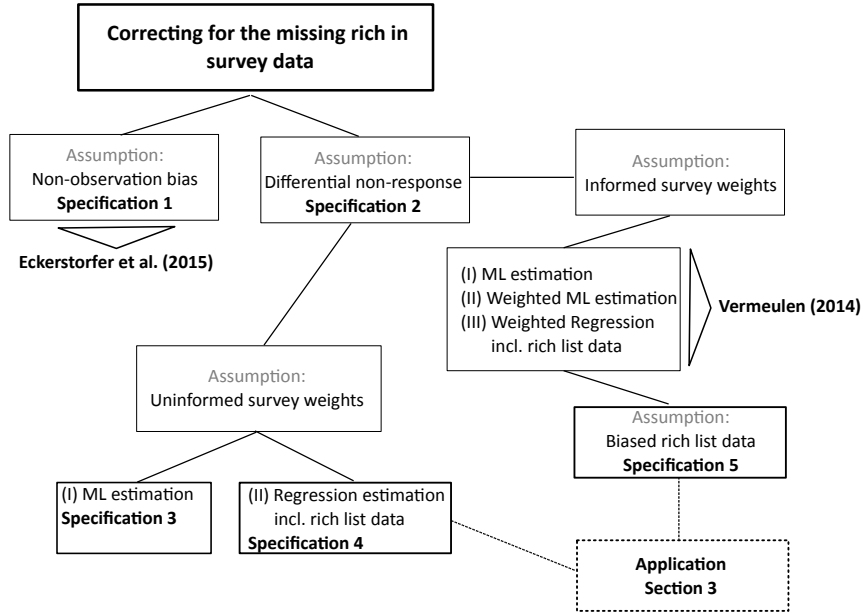 Correcting for the missing rich in
survey data
Assumption:
Non-observation bias
Specification 1
Assumption:
Differential non-response
Specification 2
Assumption:
Informed survey weights
Eckerstorfer et al. (2015)
(I) ML estimation
(II) Weighted ML estimation
(III) Weighted Regression
incl. rich list data
Vermeulen (2014)
Assumption:
Uninformed survey weights
Assumption:
Biased rich list data
Specification 5
(I) ML estimation
Specification 3
(II) Regression estimation
incl. rich list data
Specification 4
Application
Section 3